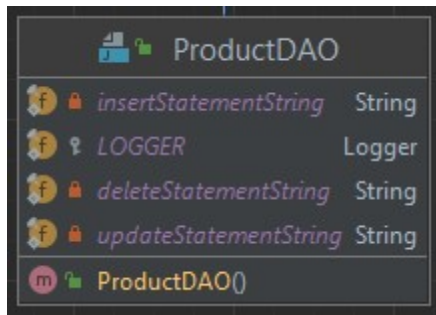 ProductDAO
insertStatementString String
LOGGER Logger
deleteStatementString String
updateStatementString String
ProductDAO()